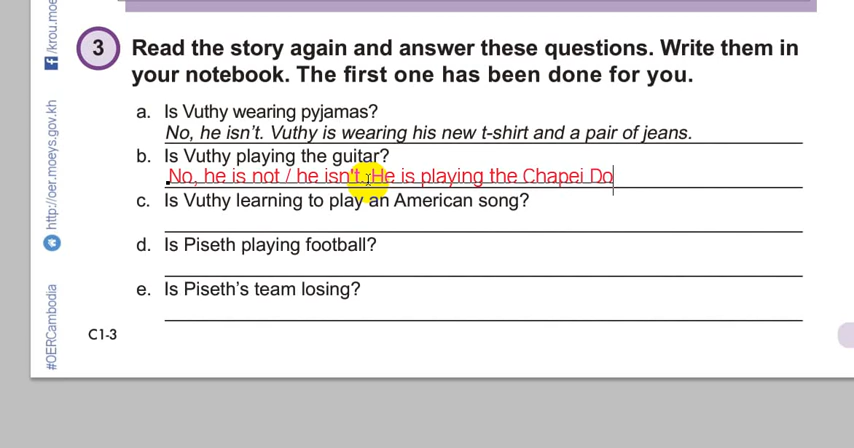 3 Read the story again and answer these questions. Write them in
your notebook. The first one has been done for you.
a. Is Vuthy wearing pyjamas?
No, he isn't. Vuthy is wearing his new t-shirt and a pair of jeans.
b. Is Vuthy playing the guitar?
No, he is not / he isn't. He is playing the Chapei Do
c. Is Vuthy learning to play an American song?
d. Is Piseth playing football?
e. Is Piseth's team losing?
C1-3
/krou.moe
http://oer.moeys.gov.kh
#OERCambodia